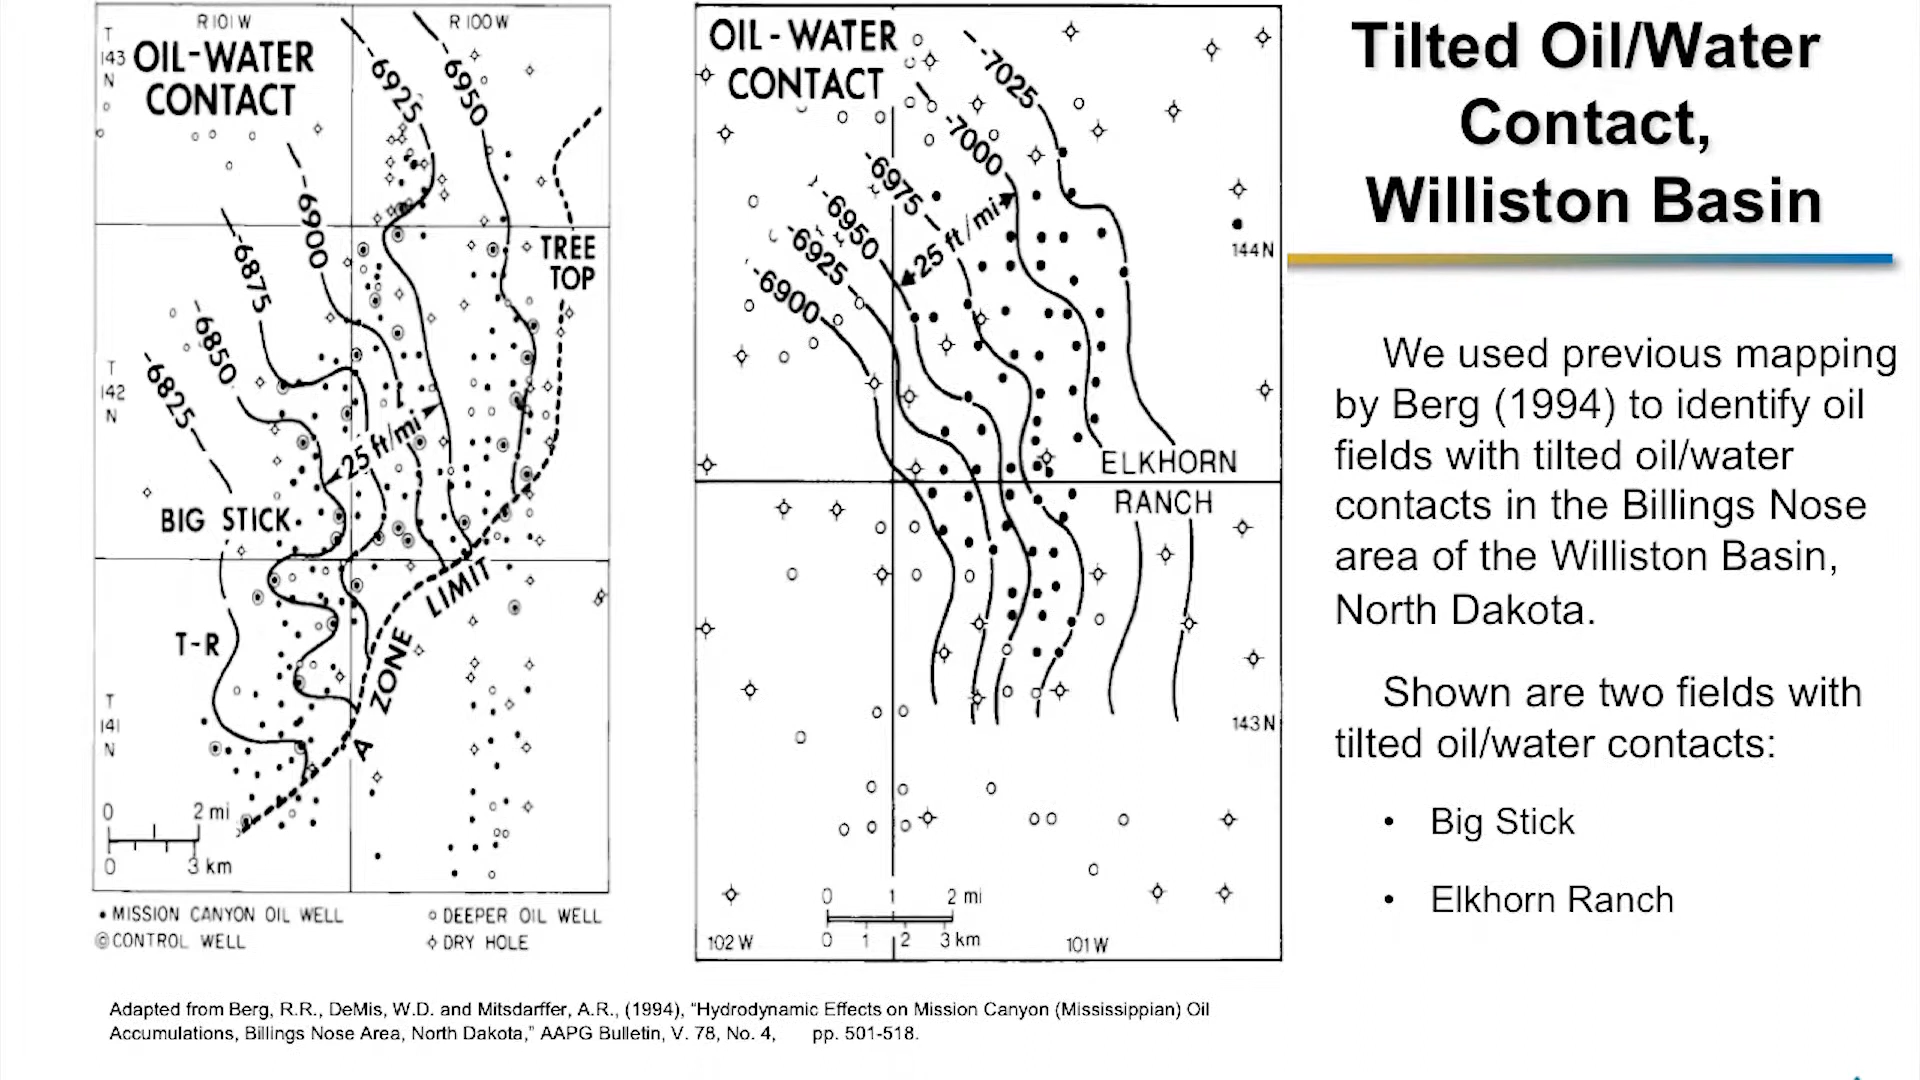 R101W
R100W
T
143
N
OIL-WATER
CONTACT
-6925
-6950
-6900
-6875
-6850
-6825
TREE
TOP
T
142
N
25 ft/mi
BIG STICK
T-R
A ZONE LIMIT
T
141
N
0 2 mi
0 3 km
• MISSION CANYON OIL WELL
○ DEEPER OIL WELL
◎ CONTROL WELL
DRY HOLE
OIL-WATER
CONTACT
-7025
-7000
-6975
-6950
-6925
-6900
25 ft/mi
144N
ELKHORN
RANCH
143N
0 1 2 mi
0 1 2 3 km
102W
101W
Tilted Oil/Water
Contact,
Williston Basin
We used previous mapping
by Berg (1994) to identify oil
fields with tilted oil/water
contacts in the Billings Nose
area of the Williston Basin,
North Dakota.
Shown are two fields with
tilted oil/water contacts:
• Big Stick
• Elkhorn Ranch
Adapted from Berg, R.R., DeMis, W.D. and Mitsdarffer, A.R., (1994), "Hydrodynamic Effects on Mission Canyon (Mississippian) Oil
Accumulations, Billings Nose Area, North Dakota," AAPG Bulletin, V. 78, No. 4, pp. 501-518.